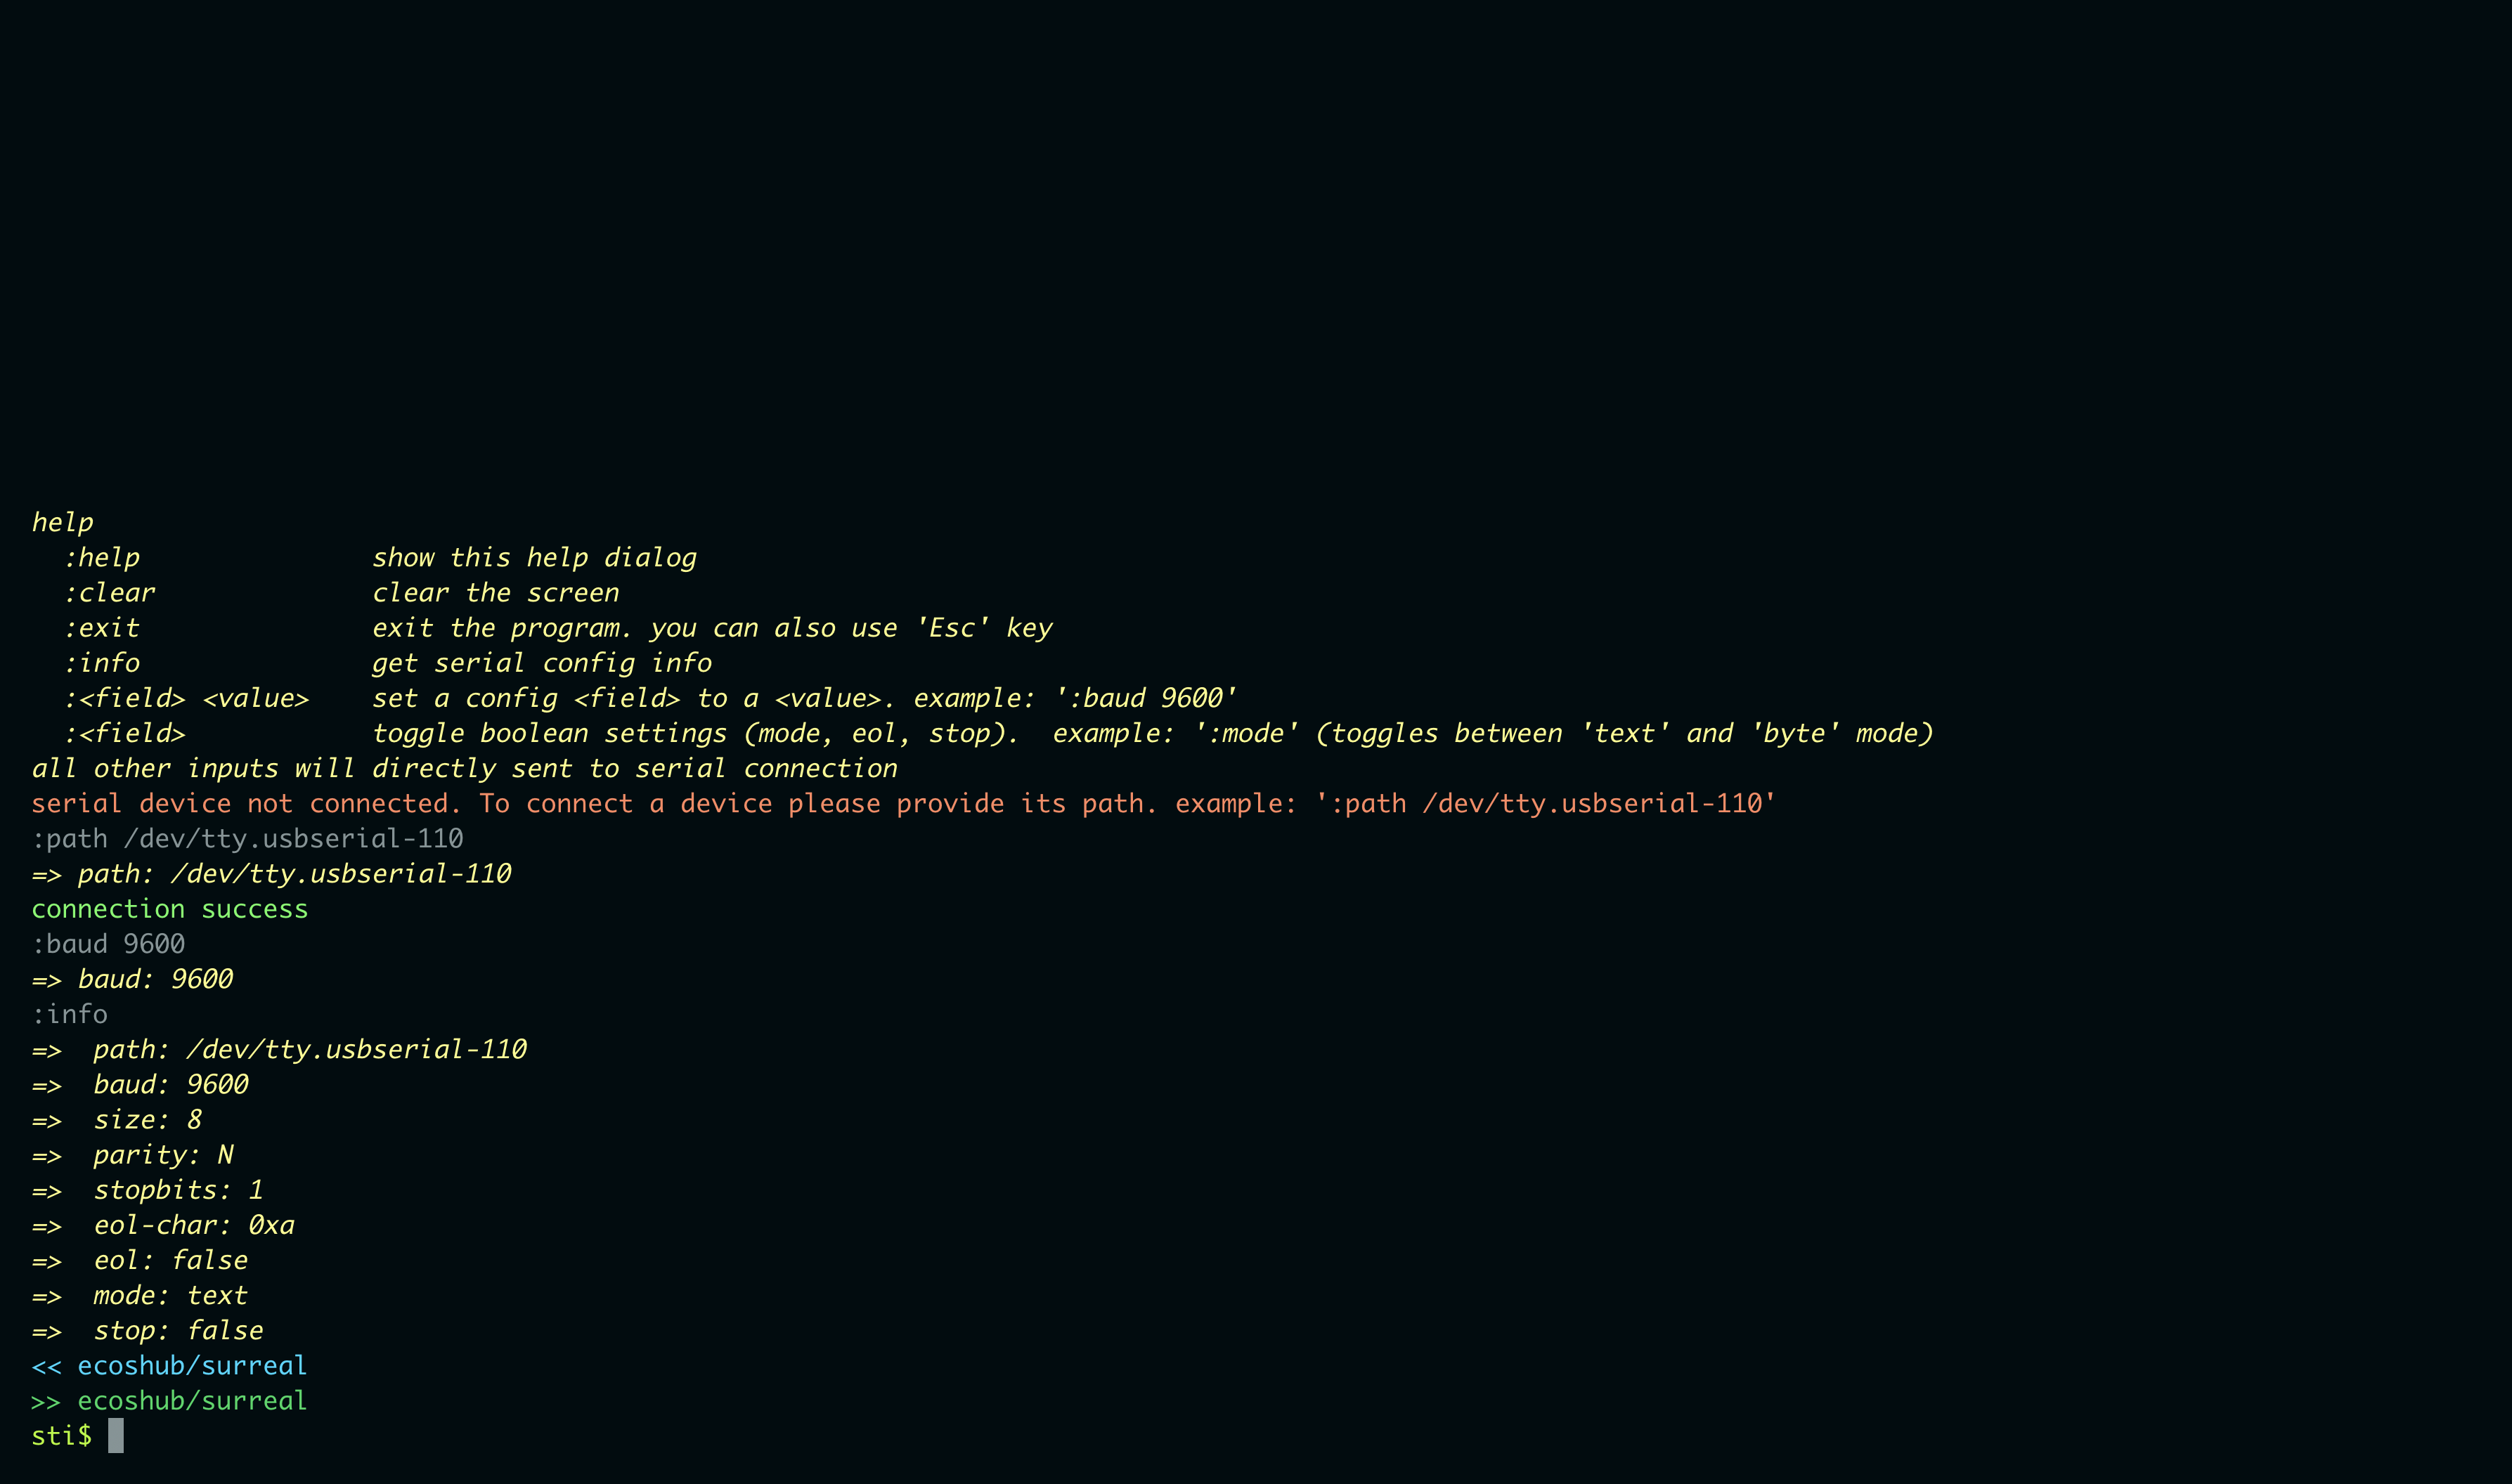 help
  :help               show this help dialog
  :clear              clear the screen
  :exit               exit the program. you can also use 'Esc' key
  :info               get serial config info
  :<field> <value>    set a config <field> to a <value>. example: ':baud 9600'
  :<field>            toggle boolean settings (mode, eol, stop).  example: ':mode' (toggles between 'text' and 'byte' mode)
all other inputs will directly sent to serial connection
serial device not connected. To connect a device please provide its path. example: ':path /dev/tty.usbserial-110'
:path /dev/tty.usbserial-110
=> path: /dev/tty.usbserial-110
connection success
:baud 9600
=> baud: 9600
:info
=>  path: /dev/tty.usbserial-110
=>  baud: 9600
=>  size: 8
=>  parity: N
=>  stopbits: 1
=>  eol-char: 0xa
=>  eol: false
=>  mode: text
=>  stop: false
<< ecoshub/surreal
>> ecoshub/surreal
sti$